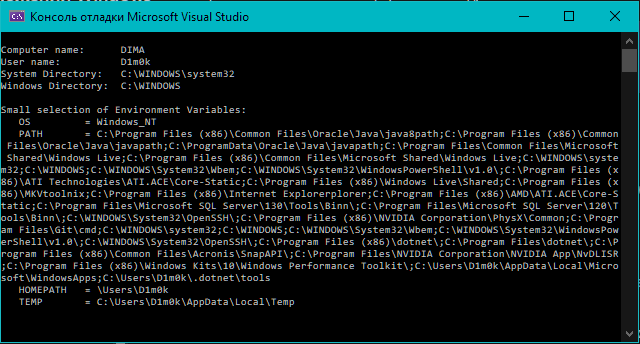 Консоль отладки Microsoft Visual Studio
Computer name:      DIMA
User name:          D1m0k
System Directory:   C:\WINDOWS\system32
Windows Directory:  C:\WINDOWS
Small selection of Environment Variables:
   OS         = Windows_NT
   PATH       = C:\Program Files (x86)\Common Files\Oracle\Java\java8path;C:\Program Files (x86)\Common
 Files\Oracle\Java\javapath;C:\ProgramData\Oracle\Java\javapath;C:\Program Files\Common Files\Microsoft
 Shared\Windows Live;C:\Program Files (x86)\Common Files\Microsoft Shared\Windows Live;C:\WINDOWS\syste
m32;C:\WINDOWS;C:\WINDOWS\System32\Wbem;C:\WINDOWS\System32\WindowsPowerShell\v1.0\;C:\Program Files (x
86)\ATI Technologies\ATI.ACE\Core-Static;C:\Program Files (x86)\Windows Live\Shared;C:\Program Files (x
86)\MKVtoolnix;C:\Program Files (x86)\Internet Explorerplorer;C:\Program Files\AMD\ATI.ACE\Core-S
tatic;C:\Program Files\Microsoft SQL Server\130\Tools\Binn\;C:\Program Files\Microsoft SQL Server\120\T
ools\Binn\;C:\WINDOWS\System32\OpenSSH\;C:\Program Files (x86)\NVIDIA Corporation\PhysX\Common;C:\Progr
am Files\Git\cmd;C:\WINDOWS\system32;C:\WINDOWS;C:\WINDOWS\System32\Wbem;C:\WINDOWS\System32\WindowsPow
erShell\v1.0\;C:\WINDOWS\System32\OpenSSH\;C:\Program Files (x86)\dotnet\;C:\Program Files\dotnet\;C:\P
rogram Files (x86)\Common Files\Acronis\SnapAPI\;C:\Program Files\NVIDIA Corporation\NVIDIA App\NvDLISR
;C:\Program Files (x86)\Windows Kits\10\Windows Performance Toolkit\;C:\Users\D1m0k\AppData\Local\Micro
soft\WindowsApps;C:\Users\D1m0k\.dotnet\tools
   HOMEPATH   = \Users\D1m0k
   TEMP       = C:\Users\D1m0k\AppData\Local\Temp